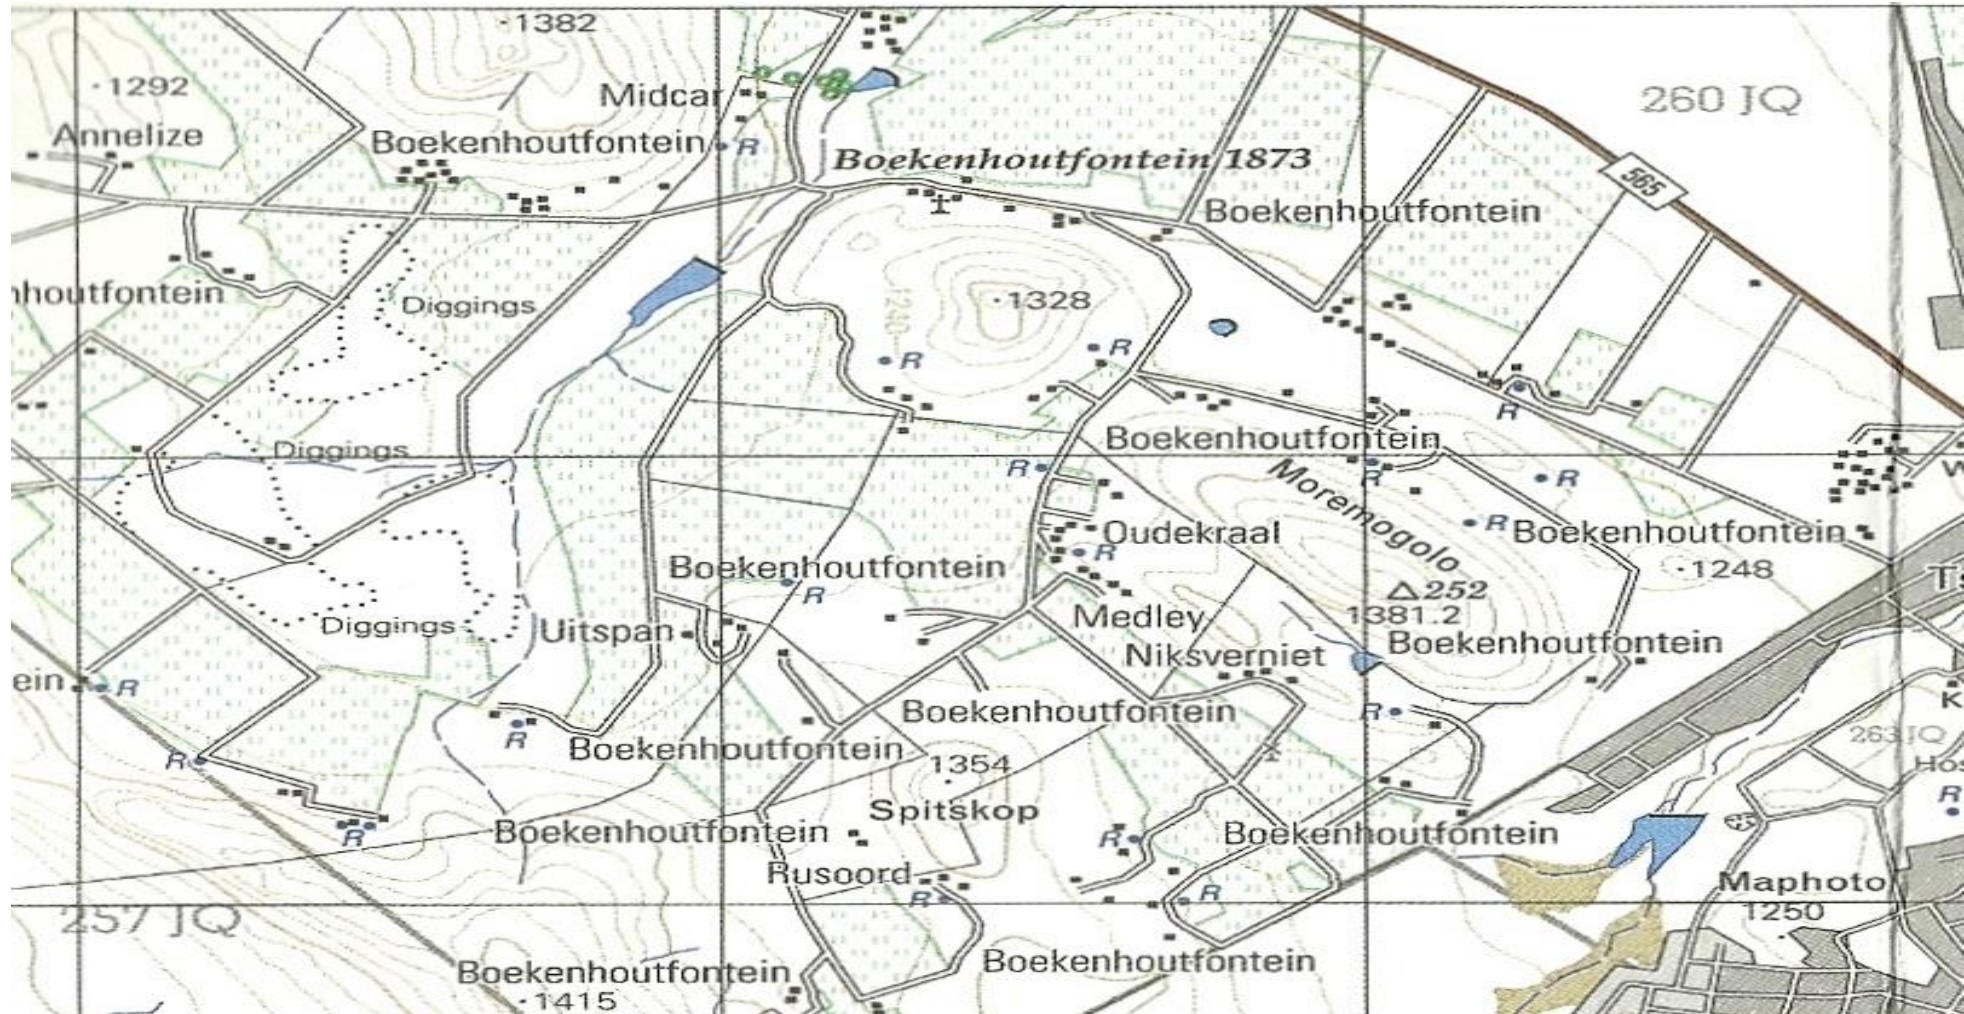 1382
1292
Midcar
260 JQ
Annelize
Boekenhoutfontein
R
Boekenhoutfontein 1873
565
Boekenhoutfontein
nhoutfontein
Diggings
1240
1328
R
R
R
Diggings
Boekenhoutfontein
R
R
R
Moremogolo
R
Oudekraal
R
Boekenhoutfontein
Boekenhoutfontein
R
1248
252
1381.2
Diggings
Uitspan
Medley
Boekenhoutfontein
Niksverniet
ein
R
Boekenhoutfontein
R
K
R
Boekenhoutfontein
263 JQ
R
1354
Hos
R
Spitskop
R
Boekenhoutfontein
R
Boekenhoutfontein
Rusoord
R
R
Maphoto
1250
257 JQ
Boekenhoutfontein
Boekenhoutfontein
1415